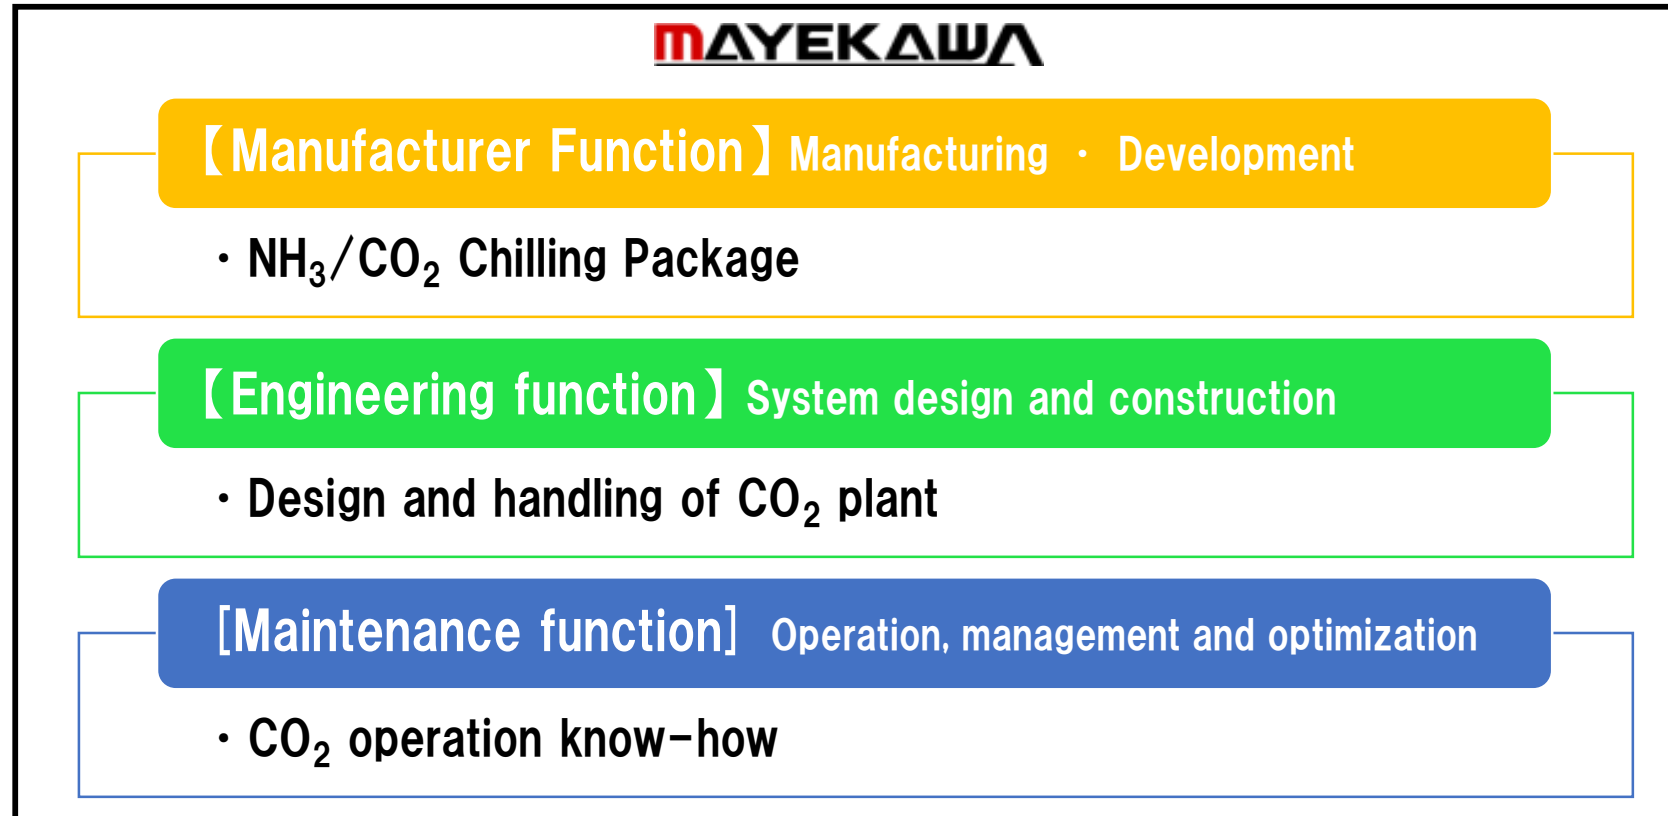 MAYEKAWA
【Manufacturer Function】 Manufacturing ・ Development
・NH₃/CO₂ Chilling Package
【Engineering function】 System design and construction
・Design and handling of CO₂ plant
[Maintenance function] Operation, management and optimization
・CO₂ operation know-how